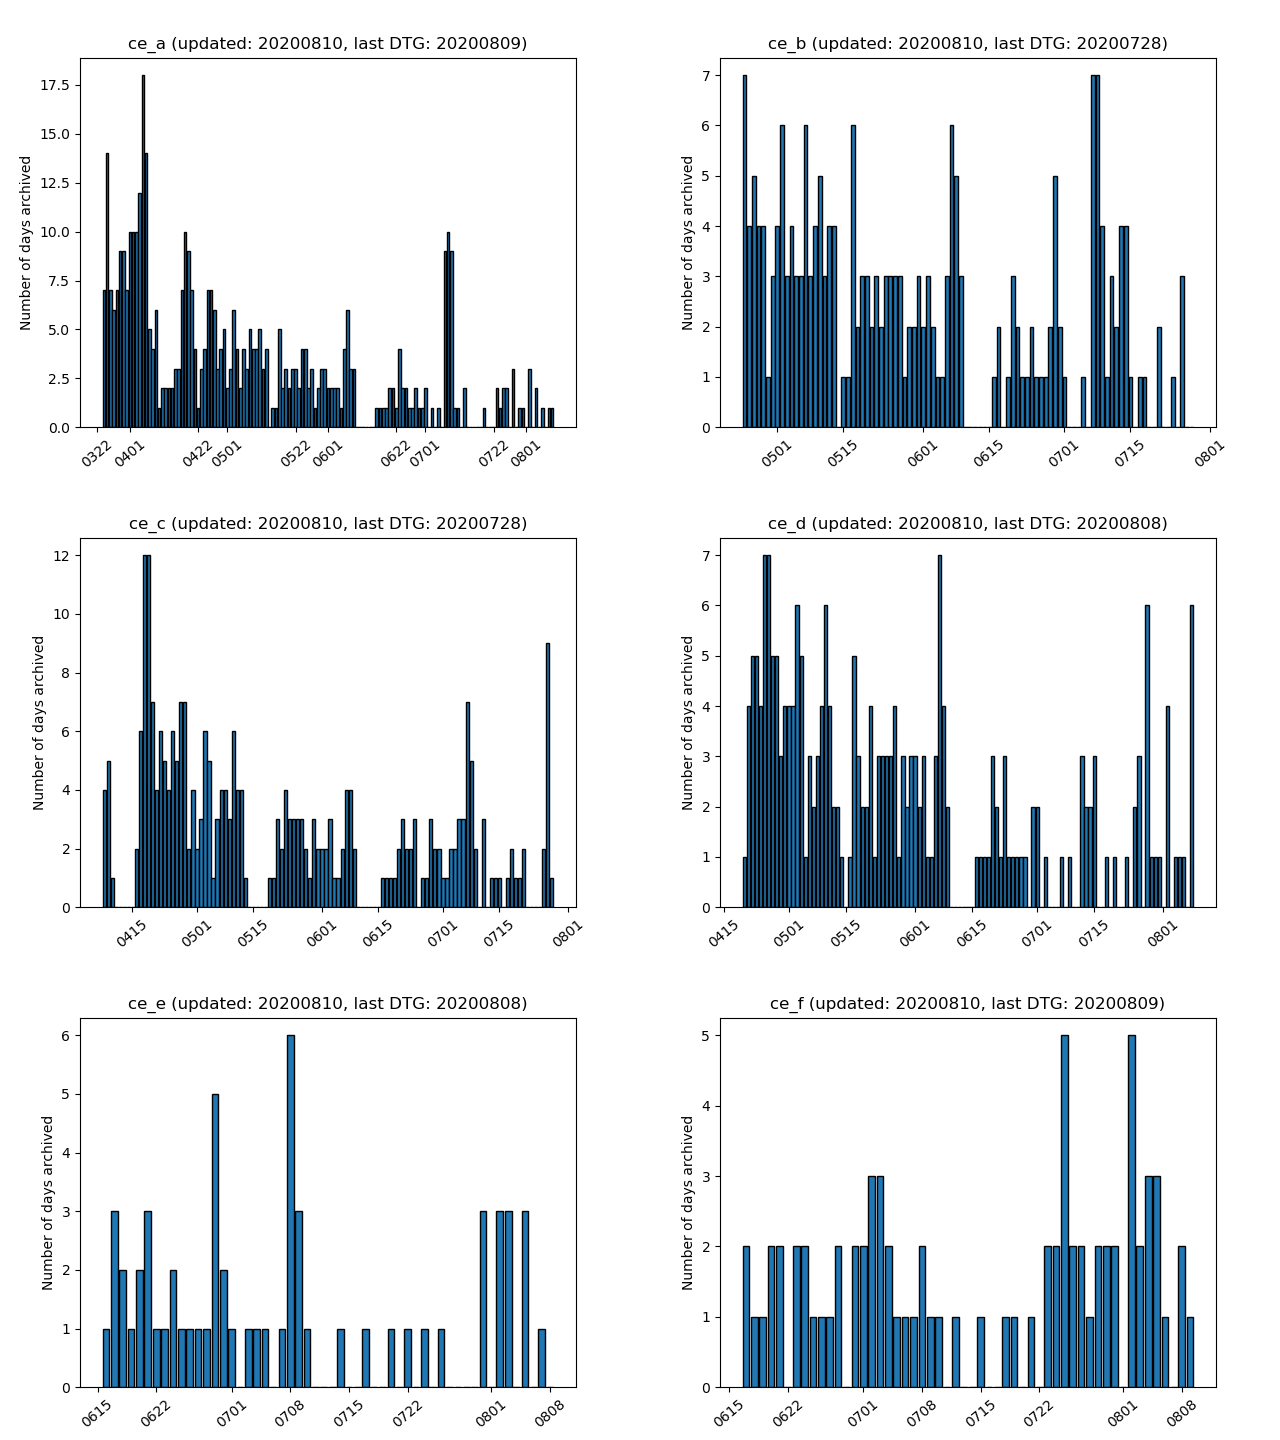 ce_a (updated: 20200810, last DTG: 20200809)
Number of days archived
17.5
15.0
12.5
10.0
7.5
5.0
2.5
0.0
0322 0401 0422 0501 0522 0601 0622 0701 0722 0801
ce_b (updated: 20200810, last DTG: 20200728)
Number of days archived
7
6
5
4
3
2
1
0
0501 0515 0601 0615 0701 0715 0801
ce_c (updated: 20200810, last DTG: 20200728)
Number of days archived
12
10
8
6
4
2
0
0415 0501 0515 0601 0615 0701 0715 0801
ce_d (updated: 20200810, last DTG: 20200808)
Number of days archived
7
6
5
4
3
2
1
0
0415 0501 0515 0601 0615 0701 0715 0801
ce_e (updated: 20200810, last DTG: 20200808)
Number of days archived
6
5
4
3
2
1
0
0615 0622 0701 0708 0715 0722 0801 0808
ce_f (updated: 20200810, last DTG: 20200809)
Number of days archived
5
4
3
2
1
0
0615 0622 0701 0708 0715 0722 0801 0808